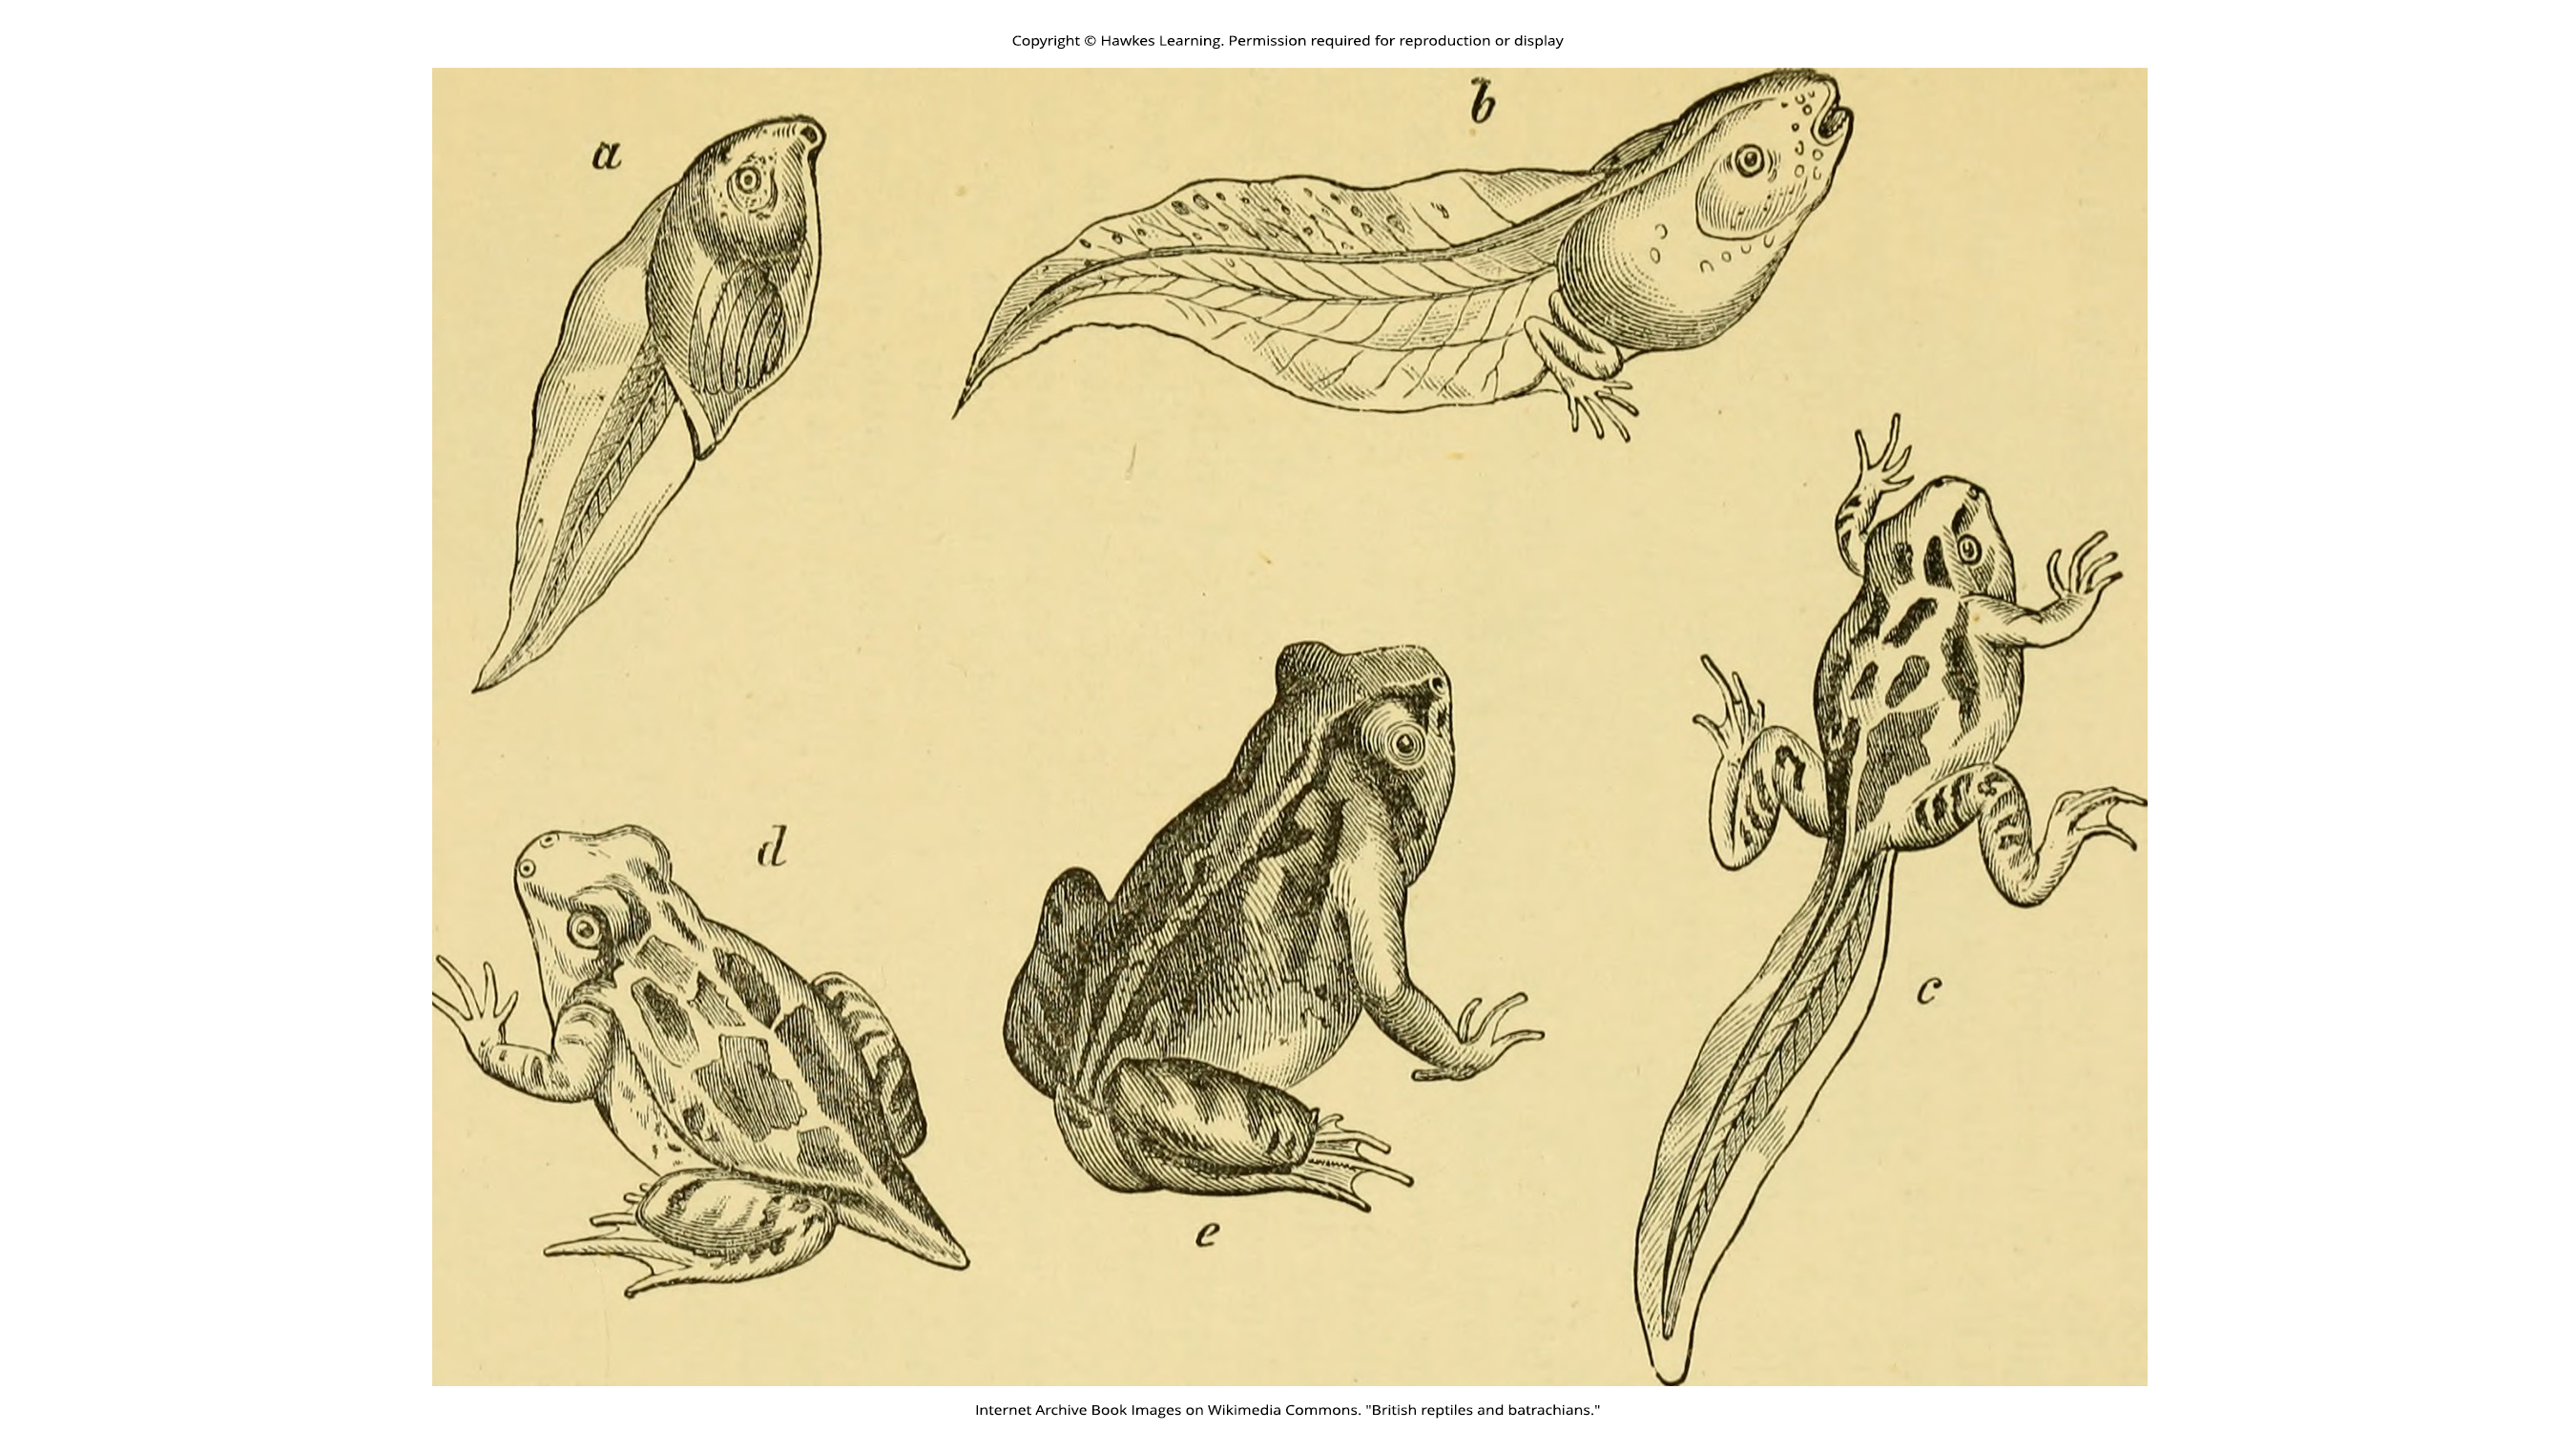 Copyright © Hawkes Learning. Permission required for reproduction or display
a
b
c
d
e
Internet Archive Book Images on Wikimedia Commons. "British reptiles and batrachians."